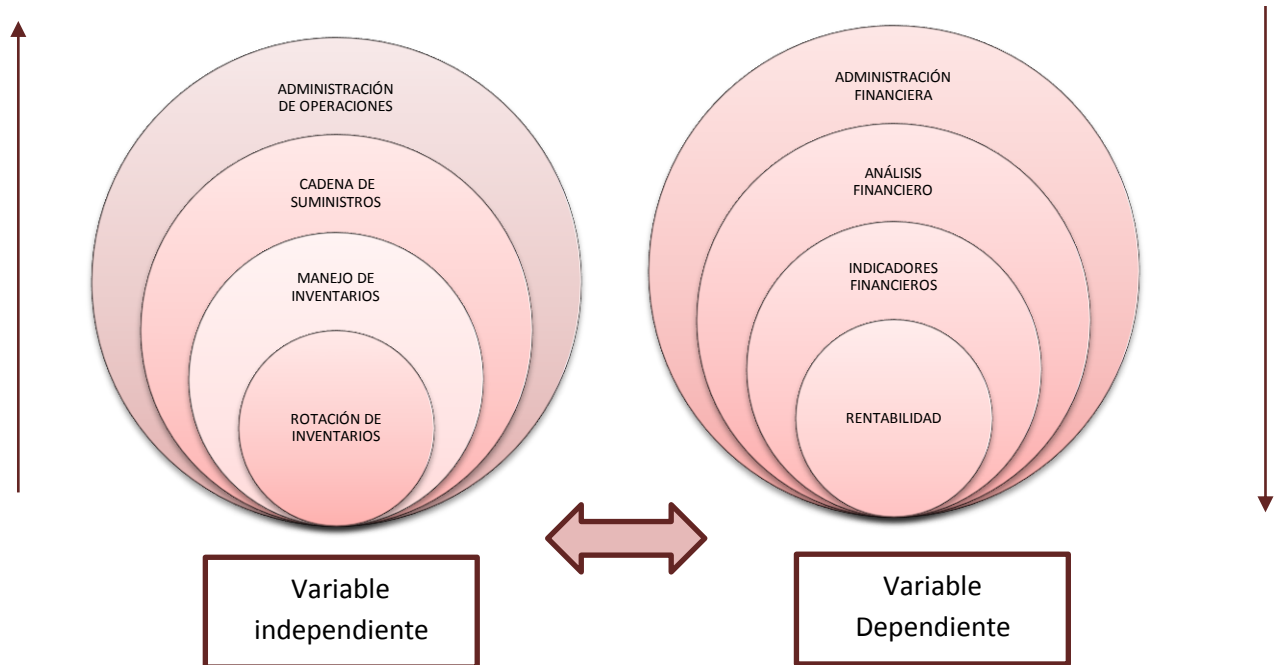 ADMINISTRACIÓN
DE OPERACIONES
CADENA DE
SUMINISTROS
MANEJO DE
INVENTARIOS
ROTACIÓN DE
INVENTARIOS
ADMINISTRACIÓN
FINANCIERA
ANÁLISIS
FINANCIERO
INDICADORES
FINANCIEROS
RENTABILIDAD
Variable
independiente
Variable
Dependiente